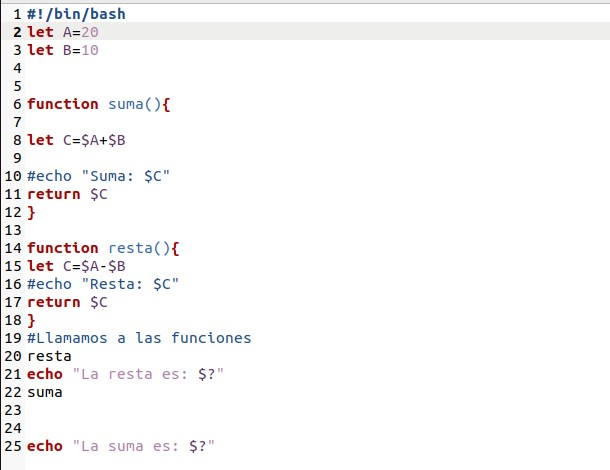 1 #!/bin/bash
2 let A=20
3 let B=10
4
5
6 function suma(){
7
8 let C=$A+$B
9
10 #echo "Suma: $C"
11 return $C
12 }
13
14 function resta(){
15 let C=$A-$B
16 #echo "Resta: $C"
17 return $C
18 }
19 #Llamamos a las funciones
20 resta
21 echo "La resta es: $?"
22 suma
23
24
25 echo "La suma es: $?"